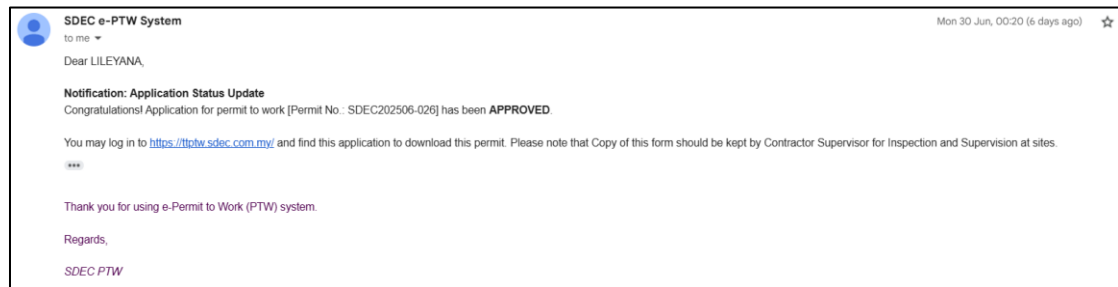 SDEC e-PTW System
Mon 30 Jun, 00:20 (6 days ago)
to me
Dear LILEYANA,
Notification: Application Status Update
Congratulations! Application for permit to work [Permit No.: SDEC202506-026] has been APPROVED.
You may log in to https://ttptw.sdec.com.my/ and find this application to download this permit. Please note that Copy of this form should be kept by Contractor Supervisor for Inspection and Supervision at sites.
Thank you for using e-Permit to Work (PTW) system.
Regards,
SDEC PTW